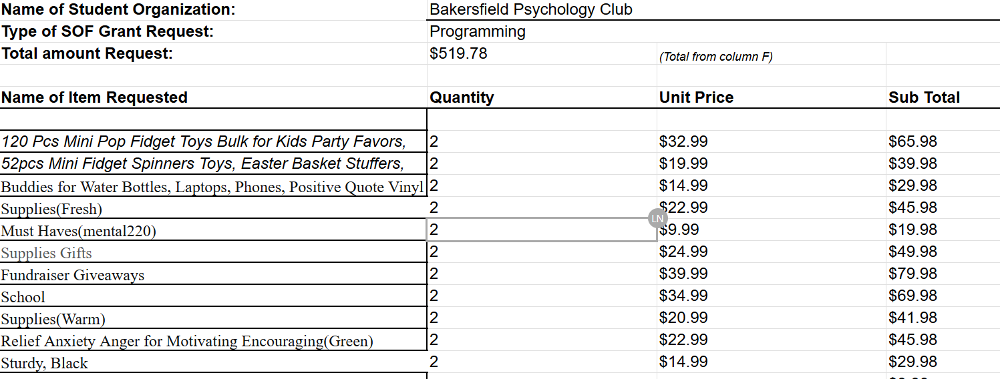 Name of Student Organization: Bakersfield Psychology Club
Type of SOF Grant Request: Programming
Total amount Request: $519.78 (Total from column F)
Name of Item Requested Quantity Unit Price Sub Total
120 Pcs Mini Pop Fidget Toys Bulk for Kids Party Favors, 2 $32.99 $65.98
52pcs Mini Fidget Spinners Toys, Easter Basket Stuffers, 2 $19.99 $39.98
Buddies for Water Bottles, Laptops, Phones, Positive Quote Vinyl 2 $14.99 $29.98
Supplies(Fresh) 2 $22.99 $45.98
LN
Must Haves(mental220) 2 $9.99 $19.98
Supplies Gifts 2 $24.99 $49.98
Fundraiser Giveaways 2 $39.99 $79.98
School 2 $34.99 $69.98
Supplies(Warm) 2 $20.99 $41.98
Relief Anxiety Anger for Motivating Encouraging(Green) 2 $22.99 $45.98
Sturdy, Black 2 $14.99 $29.98